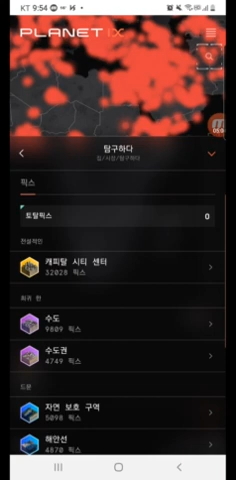 KT 9:54
PLANET IX
탐구하다
집/시장/탐구하다
픽스
토탈픽스 0
전설적인
캐피탈 시티 센터
32028 픽스
희귀 한
수도
9809 픽스
수도권
4749 픽스
드문
자연 보호 구역
5098 픽스
해안선
4870 픽스